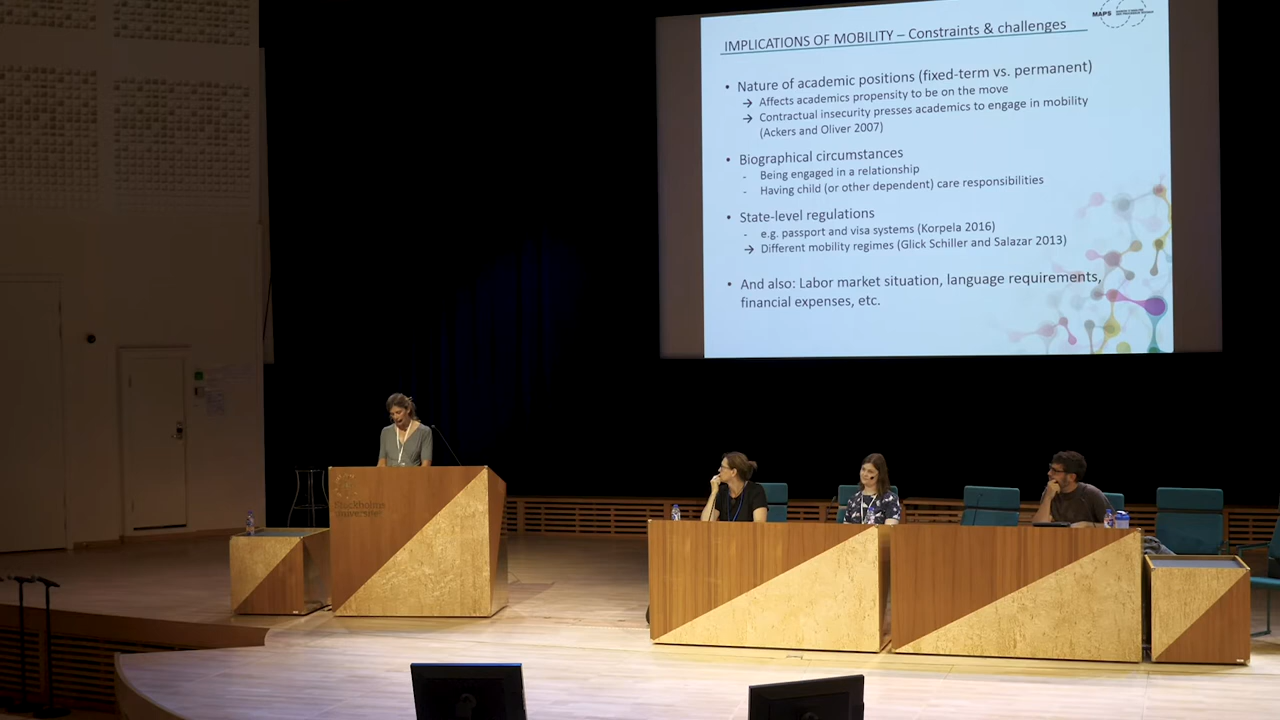 MAPS
IMPLICATIONS OF MOBILITY – Constraints & challenges
• Nature of academic positions (fixed-term vs. permanent)
→ Affects academics propensity to be on the move
→ Contractual insecurity presses academics to engage in mobility
(Ackers and Oliver 2007)
• Biographical circumstances
- Being engaged in a relationship
- Having child (or other dependent) care responsibilities
• State-level regulations
- e.g. passport and visa systems (Korpela 2016)
→ Different mobility regimes (Glick Schiller and Salazar 2013)
• And also: Labor market situation, language requirements,
financial expenses, etc.
Stockholms
universitet